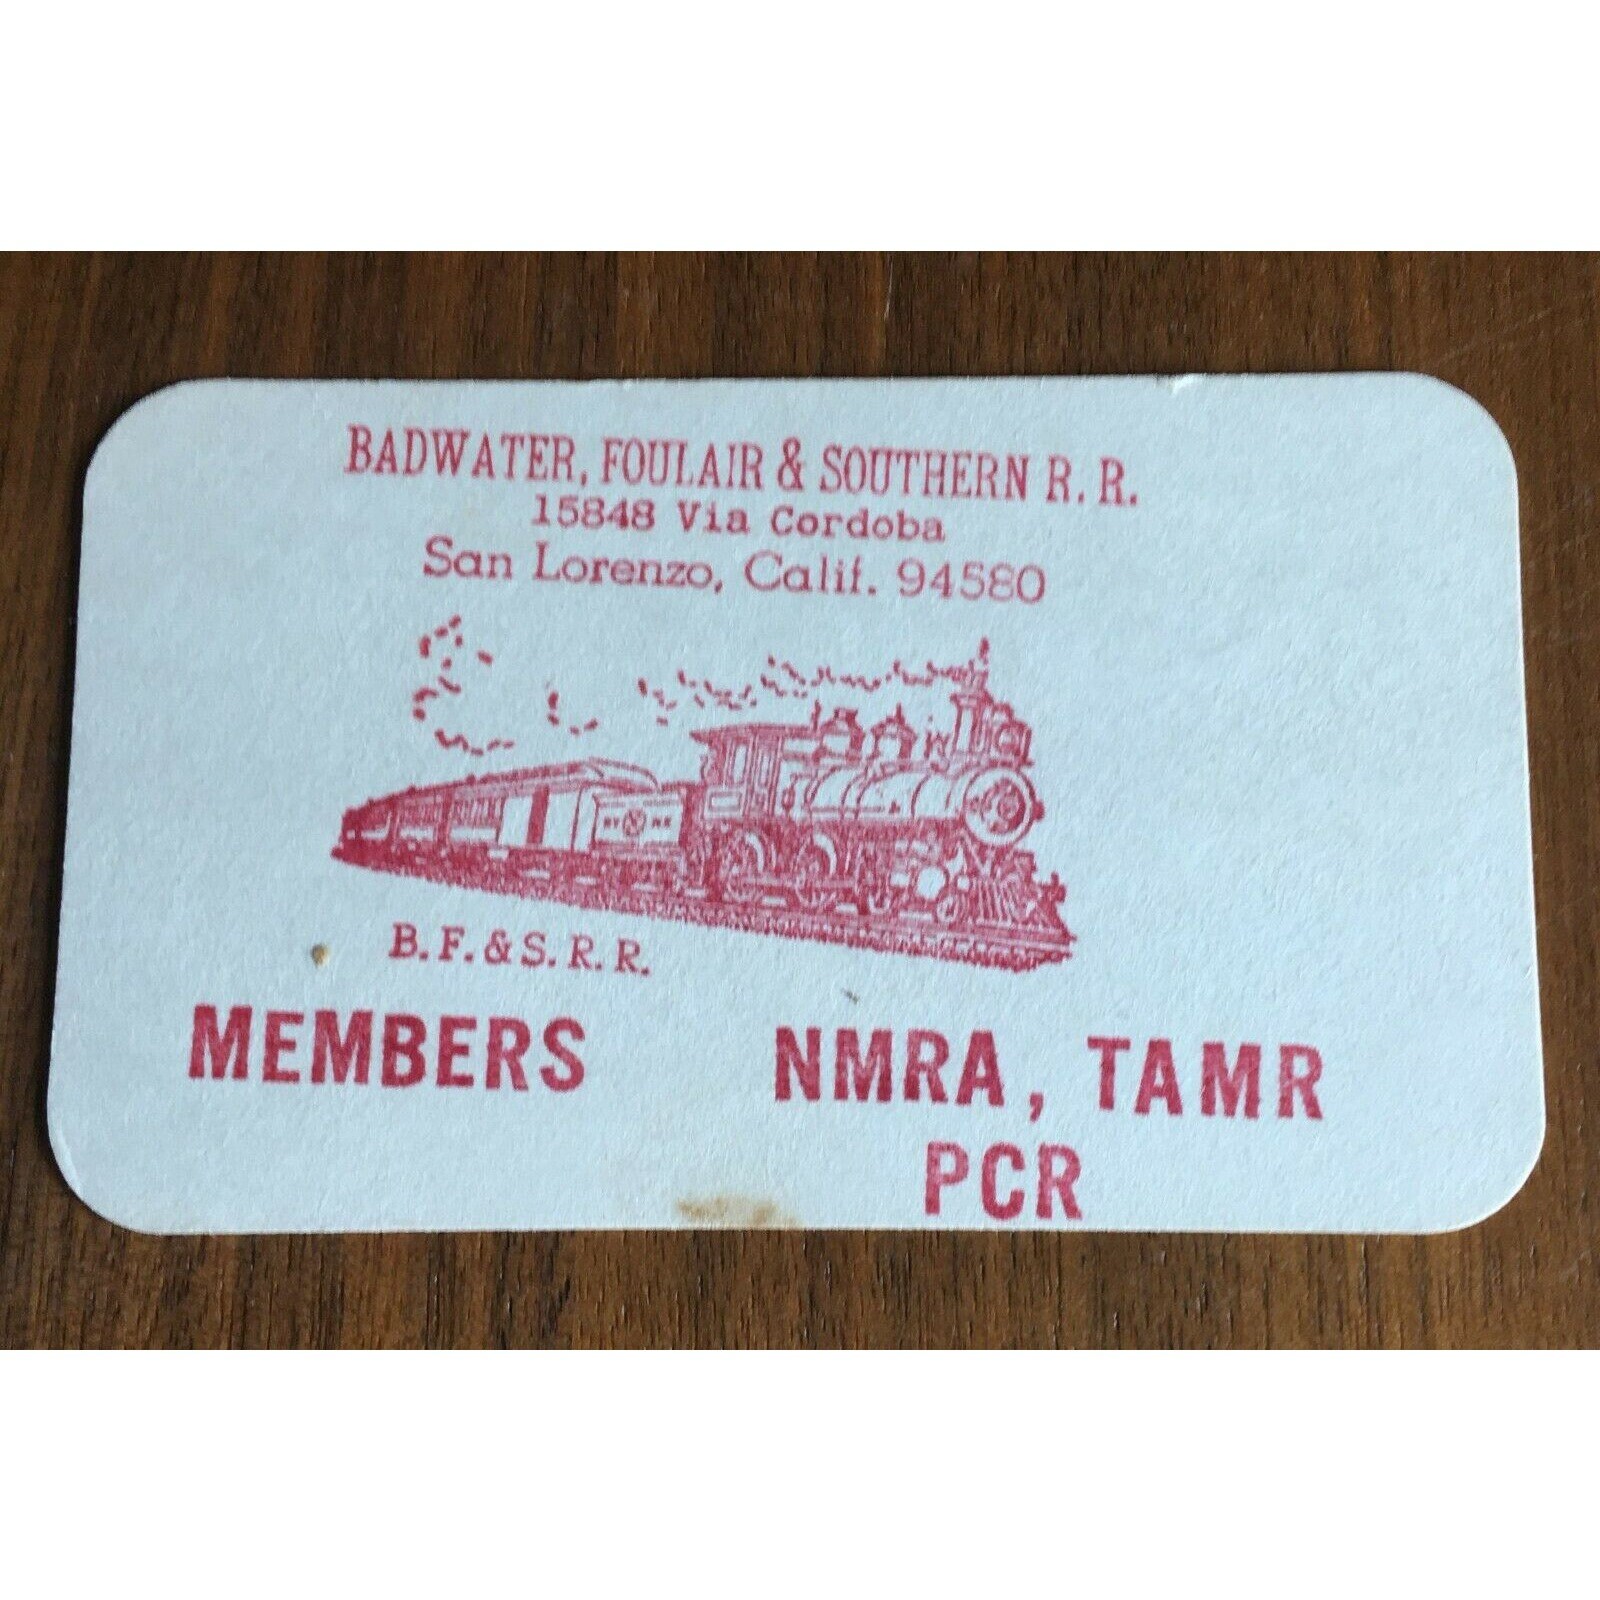 BADWATER, FOULAIR & SOUTHERN R. R.
15848 Via Cordoba
San Lorenzo, Calif. 94580
B. F. & S. R. R.
MEMBERS NMRA, TAMR
PCR